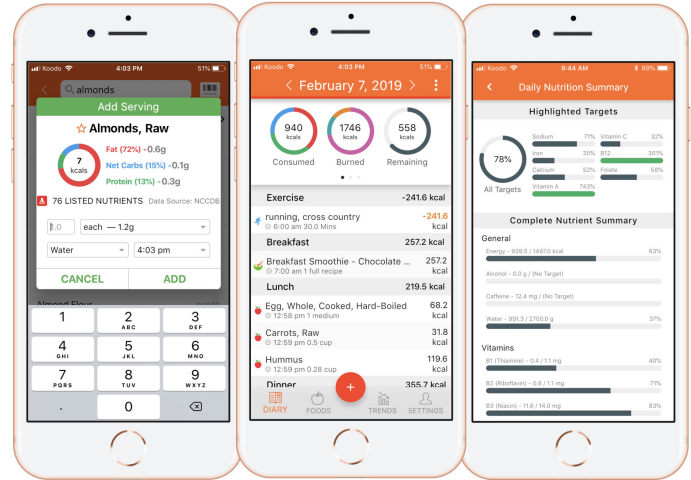 Koodo
4:03 PM
51%
almonds
Add Serving
Almonds, Raw
7
kcals
Fat (72%) -0.6g
Net Carbs (15%) -0.1g
Protein (13%) -0.3g
76 LISTED NUTRIENTS Data Source: NCCDB
1.0 each — 1.2g
Water 4:03 pm
CANCEL ADD
Almond Flour
1 2 ABC 3 DEF
4 GHI 5 JKL 6 MNO
7 PQRS 8 TUV 9 WXYZ
. 0
Koodo
4:03 PM
51%
< February 7, 2019 >
940 kcals 1746 kcals 558 kcals
Consumed Burned Remaining
Exercise -241.6 kcal
running, cross country -241.6
6:00 am 30.0 Mins kcal
Breakfast 257.2 kcal
Breakfast Smoothie - Chocolate ... 257.2
7:00 am 1 full recipe kcal
Lunch 219.5 kcal
Egg, Whole, Cooked, Hard-Boiled 68.2
12:58 pm 1 medium kcal
Carrots, Raw 31.8
12:59 pm 0.5 cup kcal
Hummus 119.6
12:59 pm 0.28 cup kcal
Dinner 355.7 kcal
+
DIARY FOODS TRENDS SETTINGS
Koodo
9:44 AM
89%
< Daily Nutrition Summary
Highlighted Targets
78%
All Targets
Sodium 71% Vitamin C 32%
Iron 35% B12 301%
Calcium 52% Folate 58%
Vitamin A 743%
Complete Nutrient Summary
General
Energy - 939.5 / 1497.0 kcal 63%
Alcohol - 0.0 g / (No Target)
Caffeine - 12.4 mg / (No Target)
Water - 991.3 / 2700.0 g 37%
Vitamins
B1 (Thiamine) - 0.4 / 1.1 mg 40%
B2 (Riboflavin) - 0.8 / 1.1 mg 71%
B3 (Niacin) - 11.6 / 14.0 mg 83%